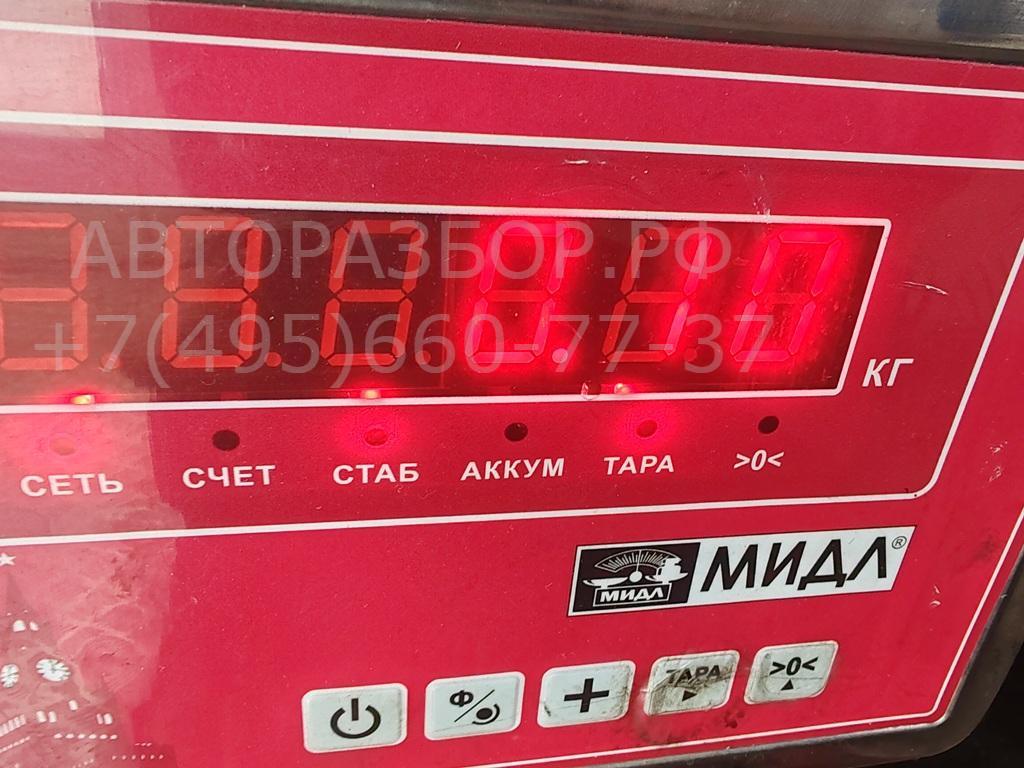 АВТОРАЗБОР.РФ
+7(495)660-77-37
КГ
СЕТЬ СЧЕТ СТАБ АККУМ ТАРА >0<
МИДЛ МИДЛ®
Ф + ТАРА >0<